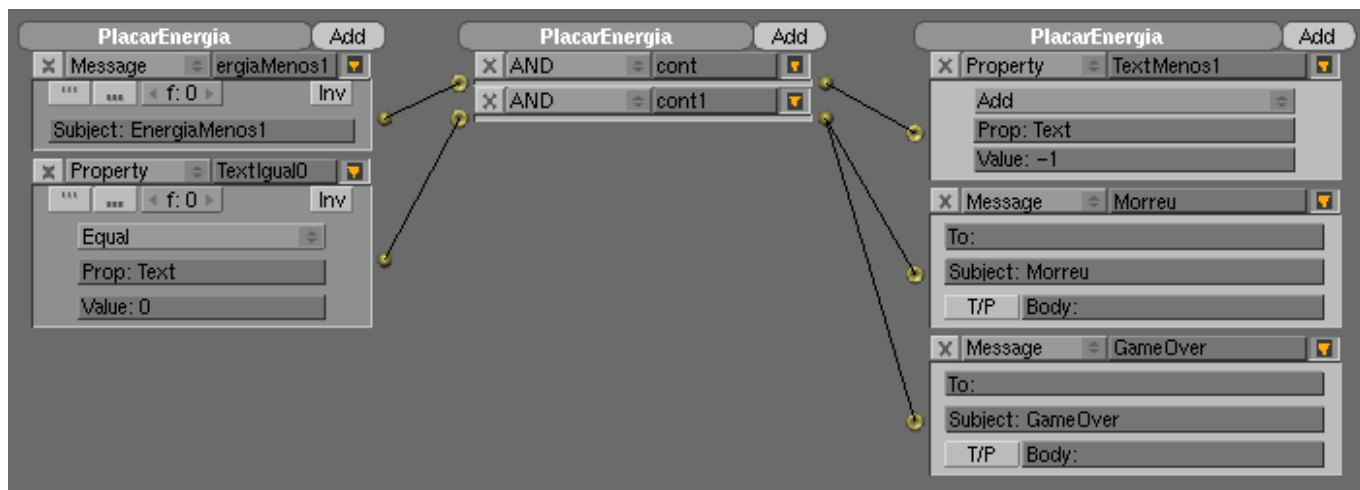 PlacarEnergia Add
X Message ergiaMenos1
f: 0 Inv
Subject: EnergiaMenos1
X Property TextIgual0
f: 0 Inv
Equal
Prop: Text
Value: 0
PlacarEnergia Add
X AND cont
X AND cont1
PlacarEnergia Add
X Property TextMenos1
Add
Prop: Text
Value: -1
X Message Morreu
To:
Subject: Morreu
T/P Body:
X Message GameOver
To:
Subject: GameOver
T/P Body: